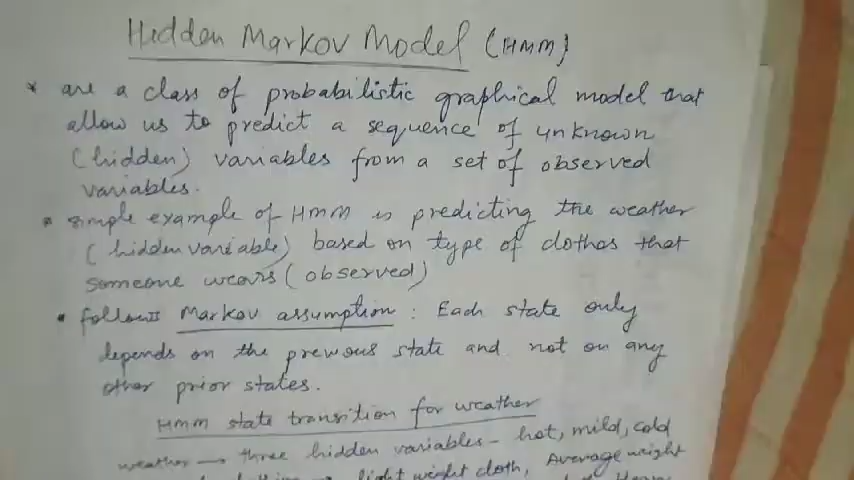 Hidden Markov Model (HMM)
* are a class of probabilistic graphical model that
allow us to predict a sequence of unknown
(hidden) variables from a set of observed
variables.
* simple example of HMM is predicting the weather
(hidden variable) based on type of clothes that
someone wears (observed)
• follows Markov assumption : Each state only
depends on the previous state and not on any
other prior states.
HMM state transition for weather
weather → three hidden variables - hot, mild, cold
light weight cloth, Average weight